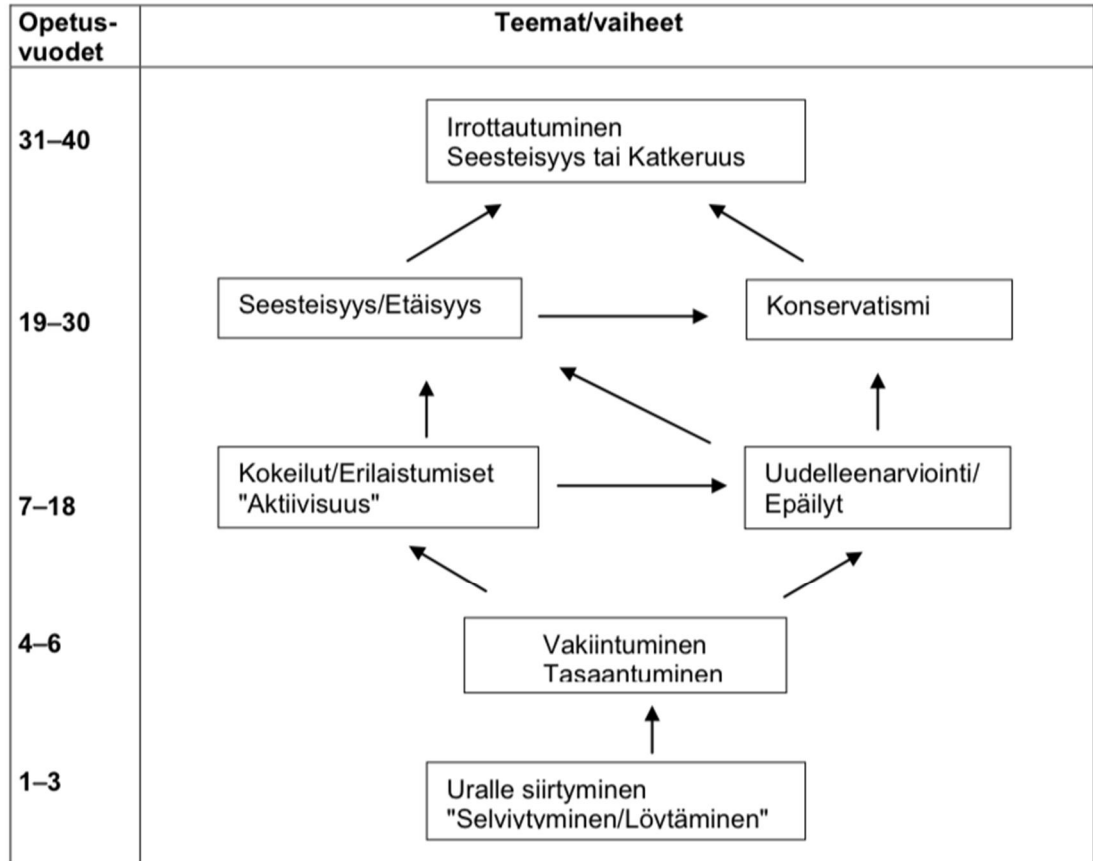 Opetus-
vuodet
Teemat/vaiheet
31–40
Irrottautuminen
Seesteisyys tai Katkeruus
19–30
Seesteisyys/Etäisyys
Konservatismi
7–18
Kokeilut/Erilaistumiset
"Aktiivisuus"
Uudelleenarviointi/
Epäilyt
4–6
Vakiintuminen
Tasaantuminen
1–3
Uralle siirtyminen
"Selviytyminen/Löytäminen"